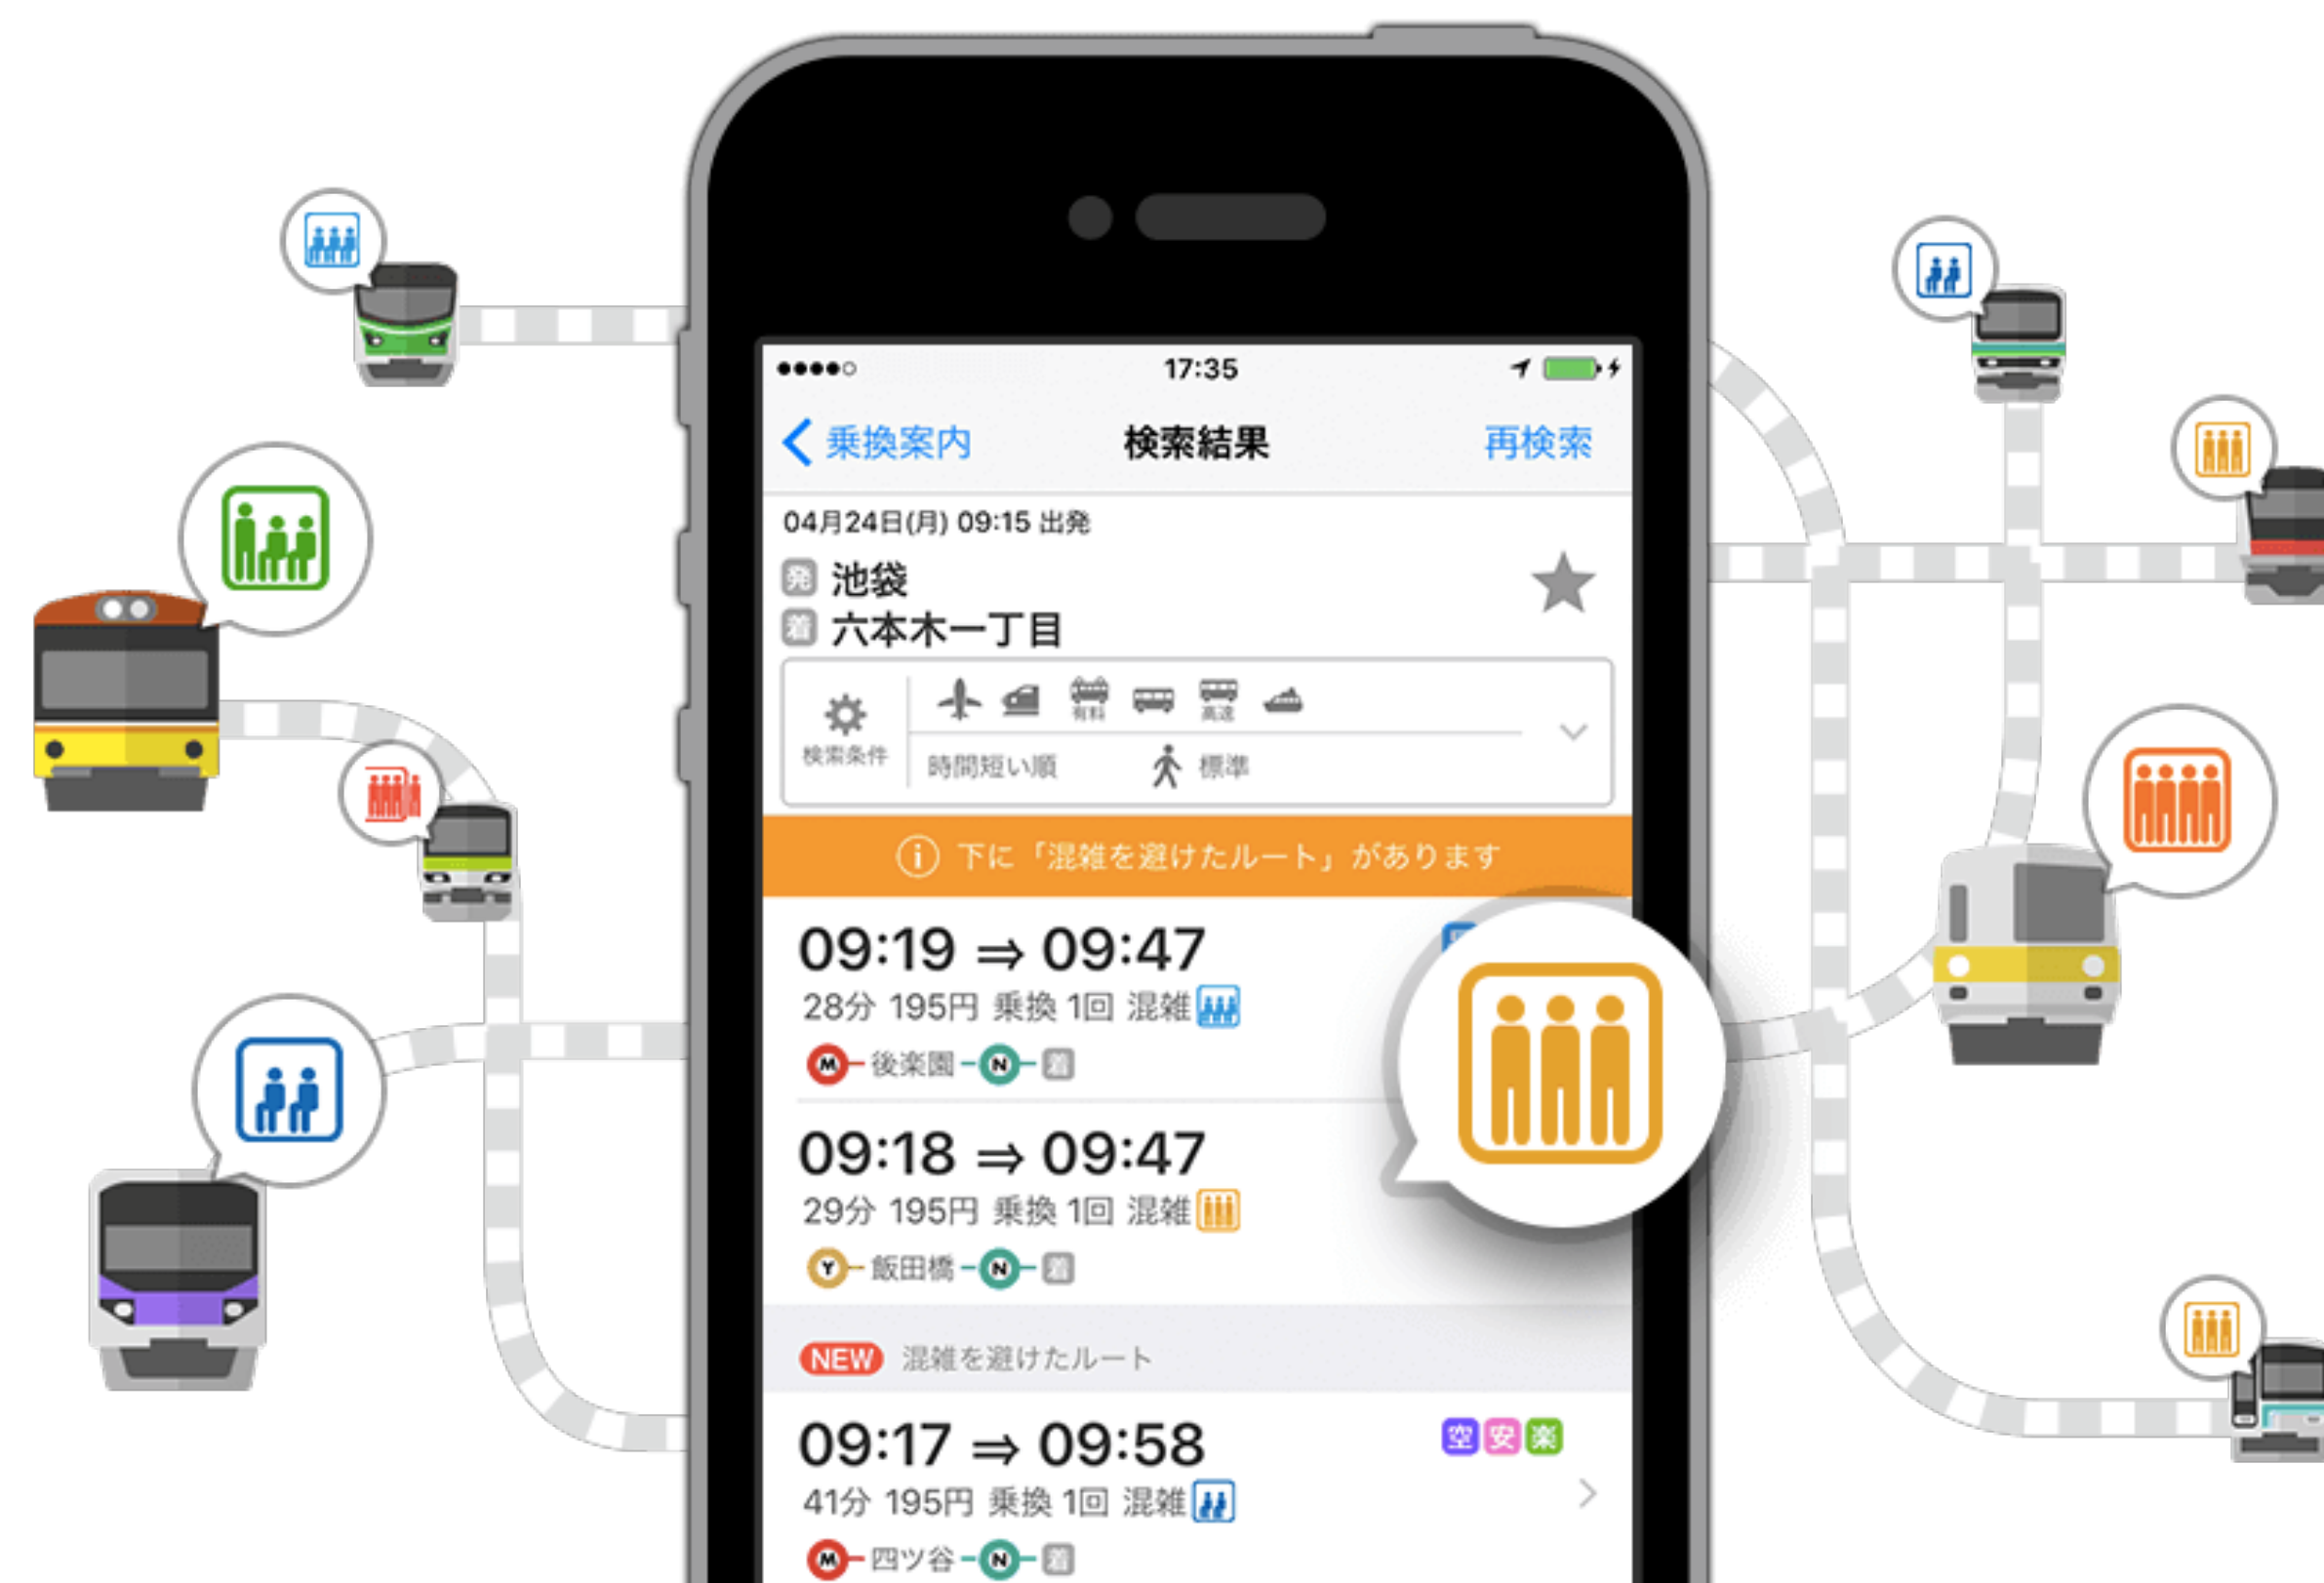 17:35
乗換案内 検索結果 再検索
04月24日(月) 09:15 出発
発 池袋
着 六本木一丁目
有料 高速
検索条件 時間短い順 標準
i 下に「混雑を避けたルート」があります
09:19 ⇒ 09:47
28分 195円 乗換 1回 混雑
M 後楽園 N 着
09:18 ⇒ 09:47
29分 195円 乗換 1回 混雑
Y 飯田橋 N 着
NEW 混雑を避けたルート
09:17 ⇒ 09:58 空 安 楽
41分 195円 乗換 1回 混雑
M 四ツ谷 N 着